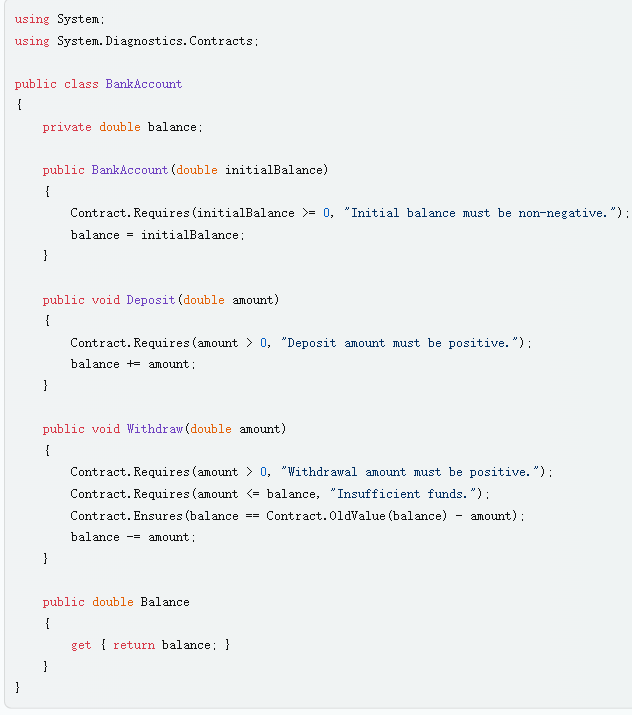 using System;
using System.Diagnostics.Contracts;

public class BankAccount
{
    private double balance;

    public BankAccount(double initialBalance)
    {
        Contract.Requires(initialBalance >= 0, "Initial balance must be non-negative.");
        balance = initialBalance;
    }

    public void Deposit(double amount)
    {
        Contract.Requires(amount > 0, "Deposit amount must be positive.");
        balance += amount;
    }

    public void Withdraw(double amount)
    {
        Contract.Requires(amount > 0, "Withdrawal amount must be positive.");
        Contract.Requires(amount <= balance, "Insufficient funds.");
        Contract.Ensures(balance == Contract.OldValue(balance) - amount);
        balance -= amount;
    }

    public double Balance
    {
        get { return balance; }
    }
}